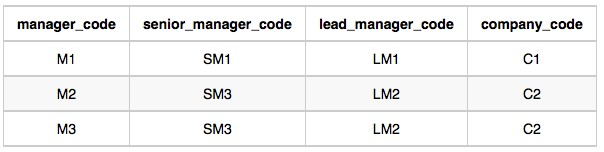 manager_code senior_manager_code lead_manager_code company_code
M1 SM1 LM1 C1
M2 SM3 LM2 C2
M3 SM3 LM2 C2